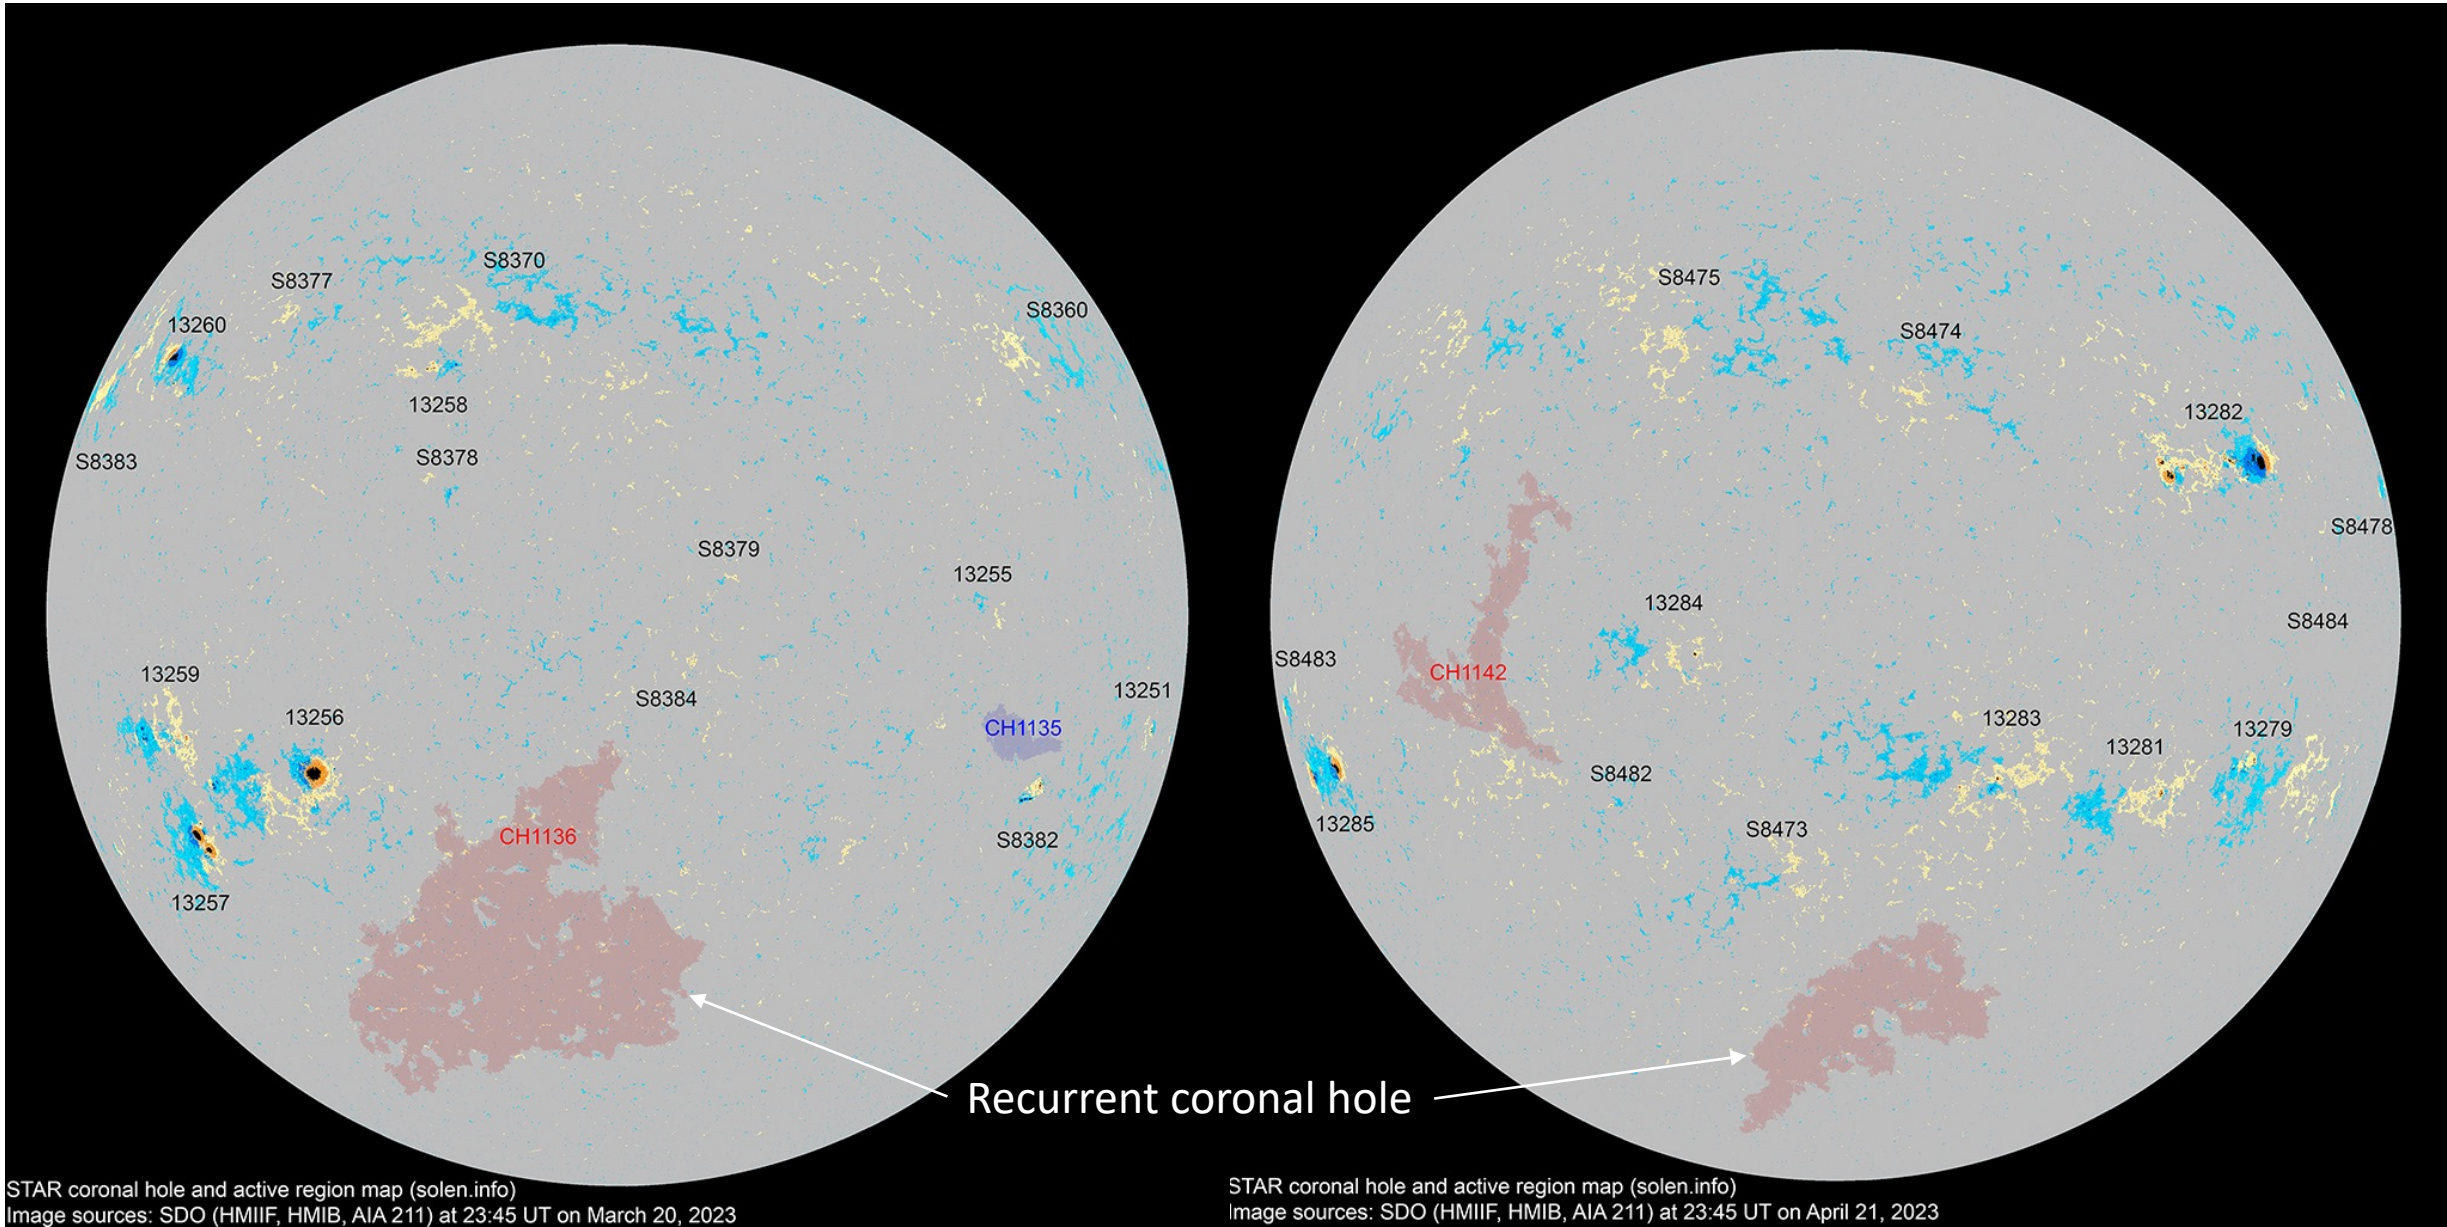 S8370
S8377
S8360
13260
13258
S8378
S8383
S8379
13255
13259
13251
S8384
13256
CH1135
CH1136
S8382
13257
S8475
S8474
13282
S8478
13284
S8484
S8483
CH1142
13283
13279
13281
S8482
13285
S8473
Recurrent coronal hole
STAR coronal hole and active region map (solen.info)
Image sources: SDO (HMIIF, HMIB, AIA 211) at 23:45 UT on March 20, 2023
STAR coronal hole and active region map (solen.info)
Image sources: SDO (HMIIF, HMIB, AIA 211) at 23:45 UT on April 21, 2023